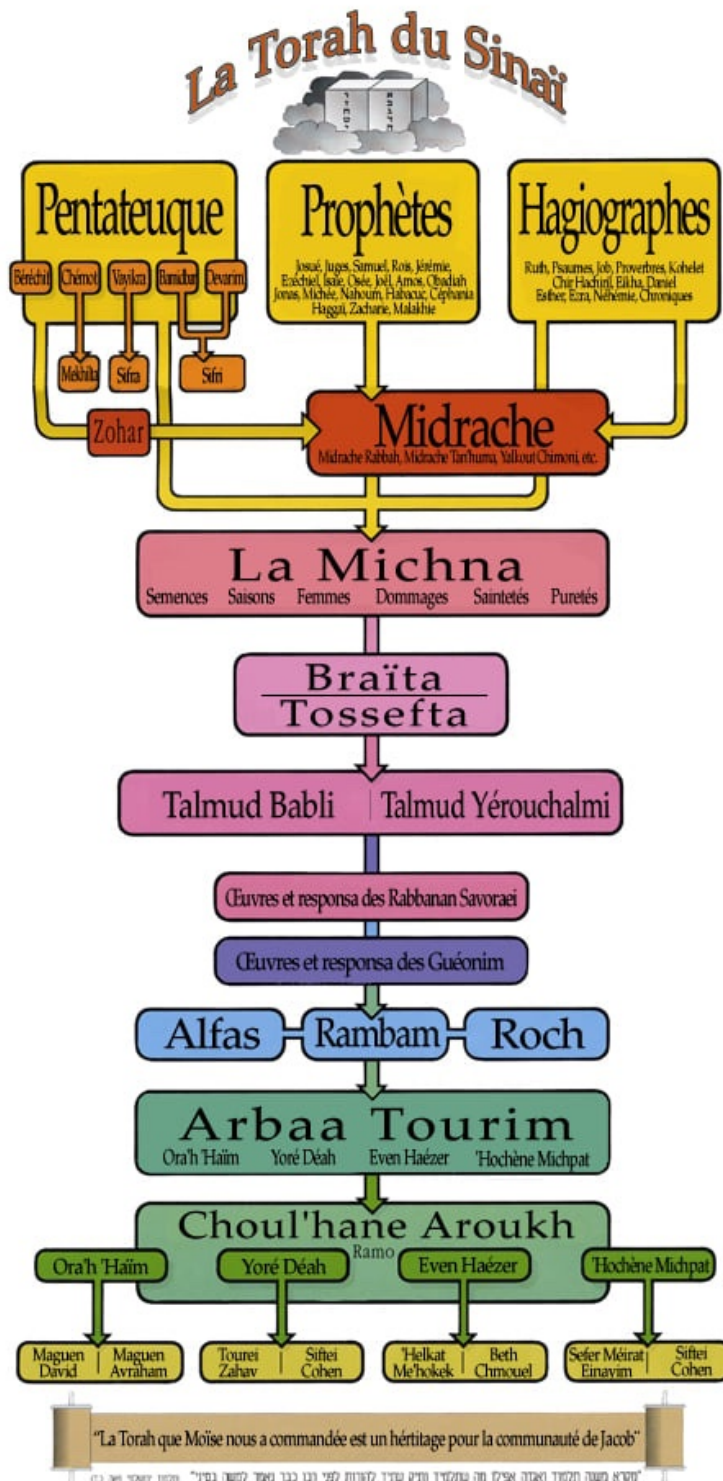 La Torah du Sinaï
Pentateuque
Béréchit Chémot Vayikra Bamidbar Devarim
Mekhilta Sifra Sifri
Prophètes
Josué, Juges, Samuel, Rois, Jérémie,
Ezéchiel, Isaïe, Osée, Joël, Amos, Obadiah
Jonas, Michée, Nahoum, Habacuc, Céphania
Haggaï, Zacharie, Malakhie
Hagiographes
Ruth, Psaumes, Job, Proverbres, Kohelet
Chir Hachiril, Eikha, Daniel
Esther, Ezra, Néhémie, Chroniques
Zohar
Midrache
Midrache Rabbah, Midrache Tan'huma, Yalkout Chimoni, etc.
La Michna
Semences Saisons Femmes Dommages Saintetés Puretés
Braïta
Tossefta
Talmud Babli Talmud Yérouchalmi
Œuvres et responsa des Rabbanan Savoraei
Œuvres et responsa des Guéonim
Alfas Rambam Roch
Arbaa Tourim
Ora'h 'Haïm Yoré Déah Even Haézer 'Hochène Michpat
Choul'hane Aroukh
Ramo
Ora'h 'Haïm Yoré Déah Even Haézer 'Hochène Michpat
Maguen David
Maguen Avraham
Tourei Zahav
Siftei Cohen
'Helkat Me'hokek
Beth Chmouel
Sefer Méirat Einayim
Siftei Cohen
"La Torah que Moïse nous a commandée est un héritage pour la communauté de Jacob"